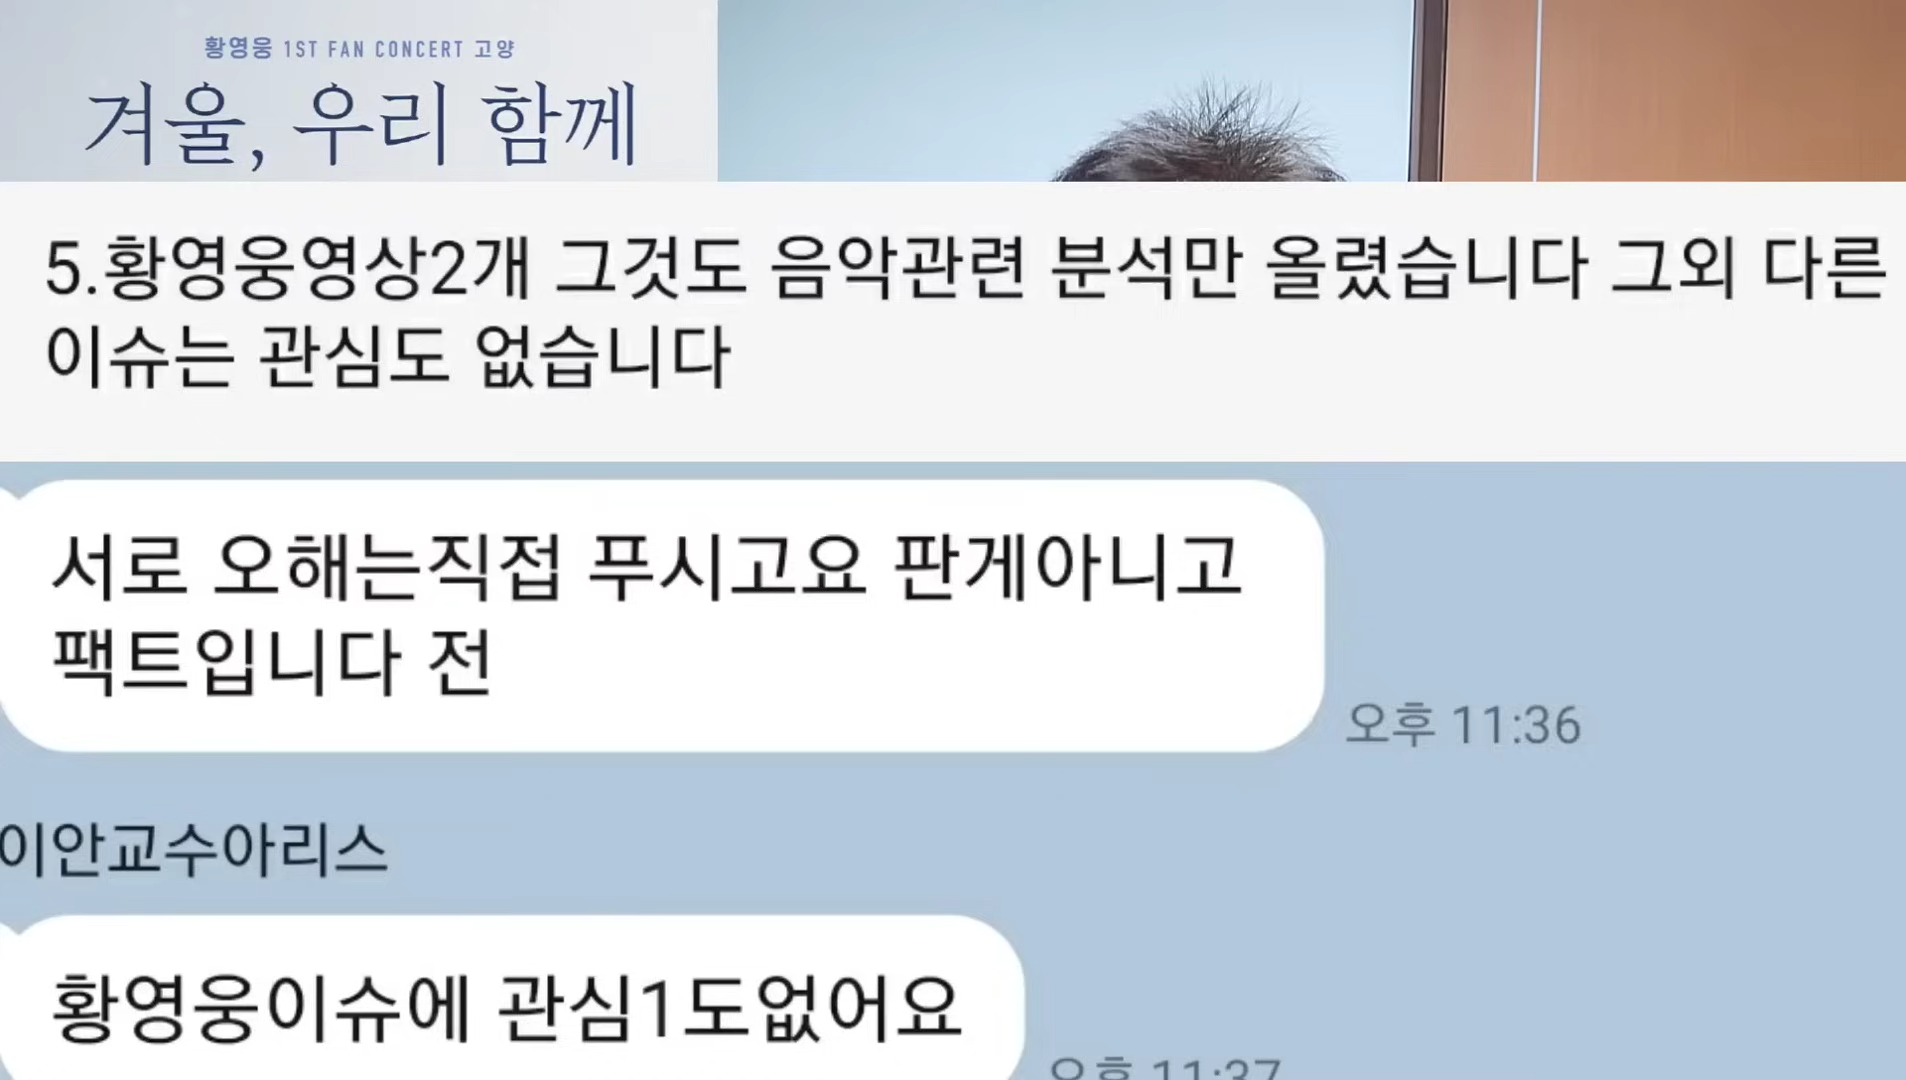 황영웅 1ST FAN CONCERT 고양
겨울, 우리 함께
5.황영웅영상2개 그것도 음악관련 분석만 올렸습니다 그외 다른
이슈는 관심도 없습니다
서로 오해는직접 푸시고요 판게아니고
팩트입니다 전
오후 11:36
이안교수아리스
황영웅이슈에 관심1도없어요
오후 11:37